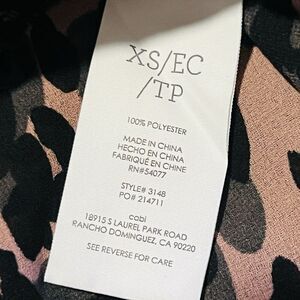 XS/EC
/TP
100% POLYESTER
MADE IN CHINA
HECHO EN CHINA
FABRIQUÉ EN CHINE
RN#54077
STYLE# 3148
PO# 214711
cabi
18915 S LAUREL PARK ROAD
RANCHO DOMINGUEZ, CA 90220
SEE REVERSE FOR CARE